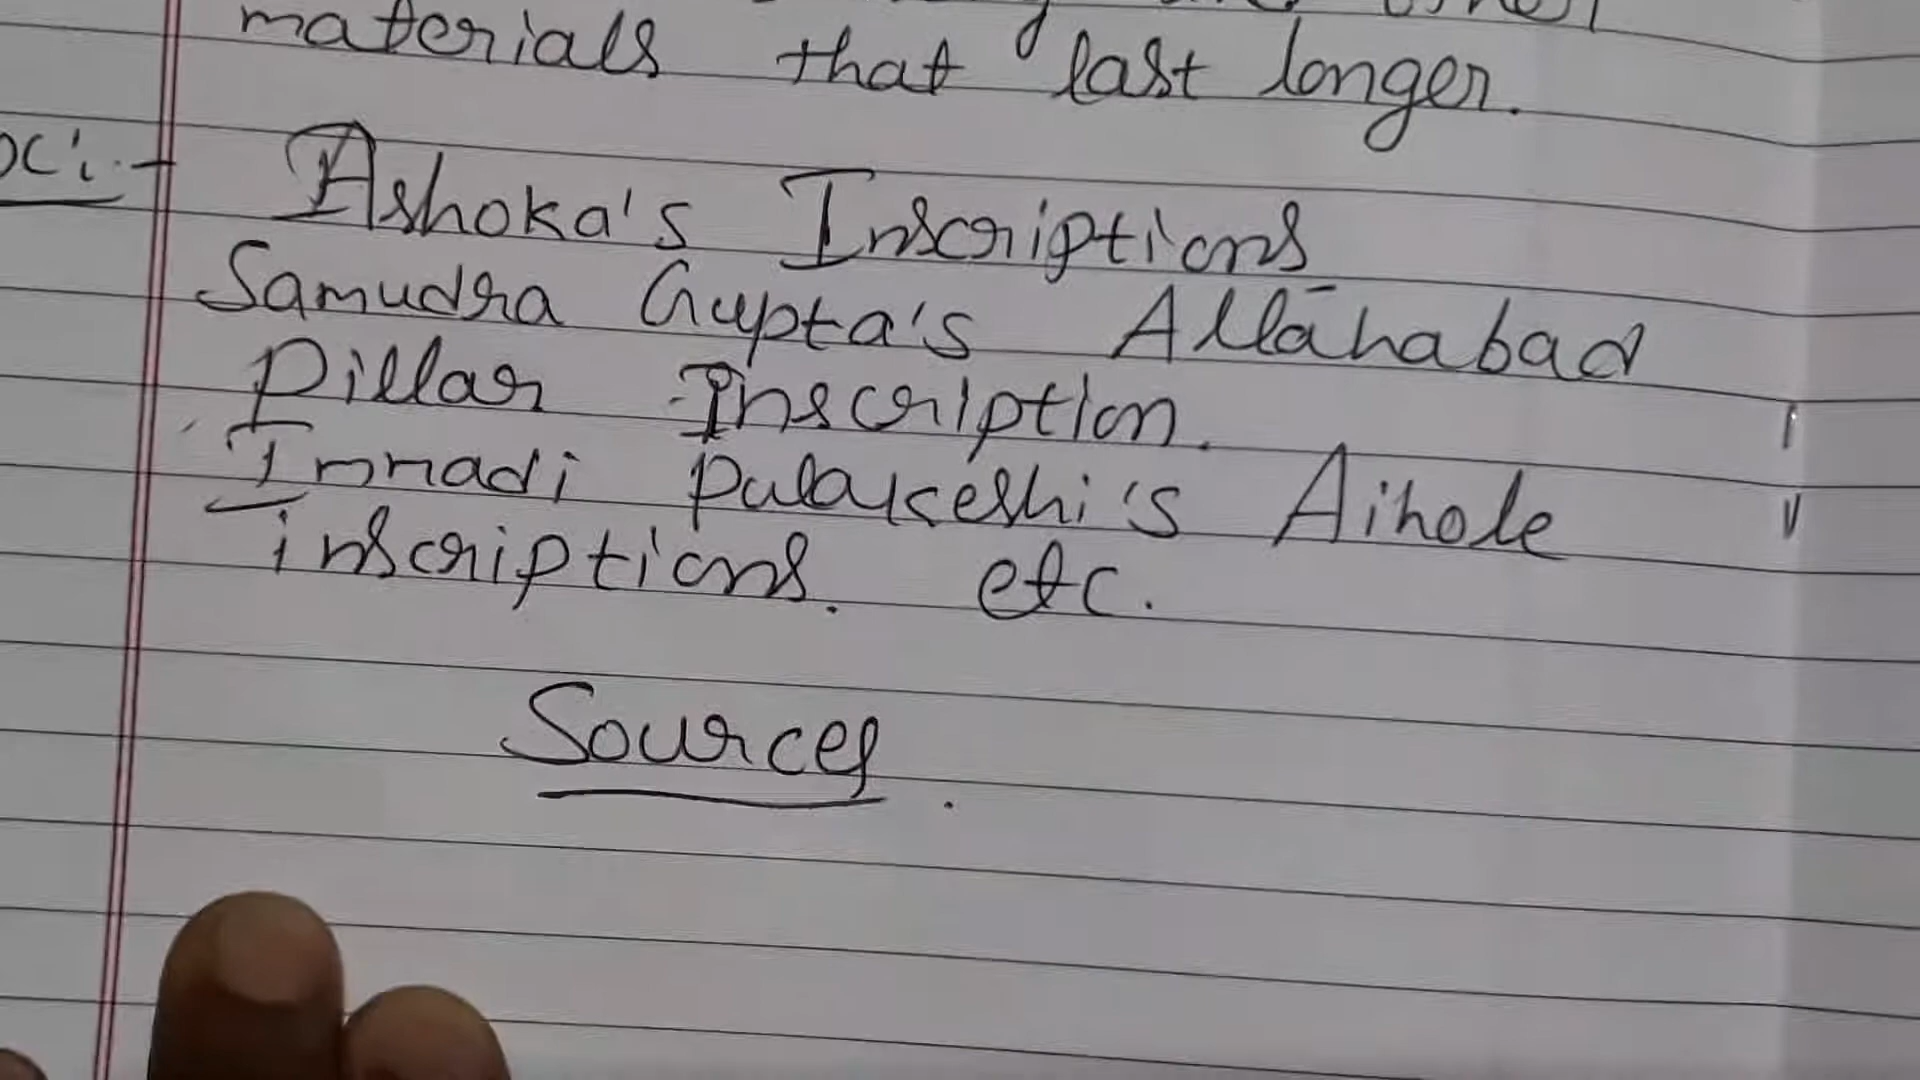 materials that last longer.
Ashoka's Inscriptions
Samudra Gupta's Allahabad
Pillar Inscription.
Immadi Pulakeshi's Aihole
inscriptions. etc.
Sources